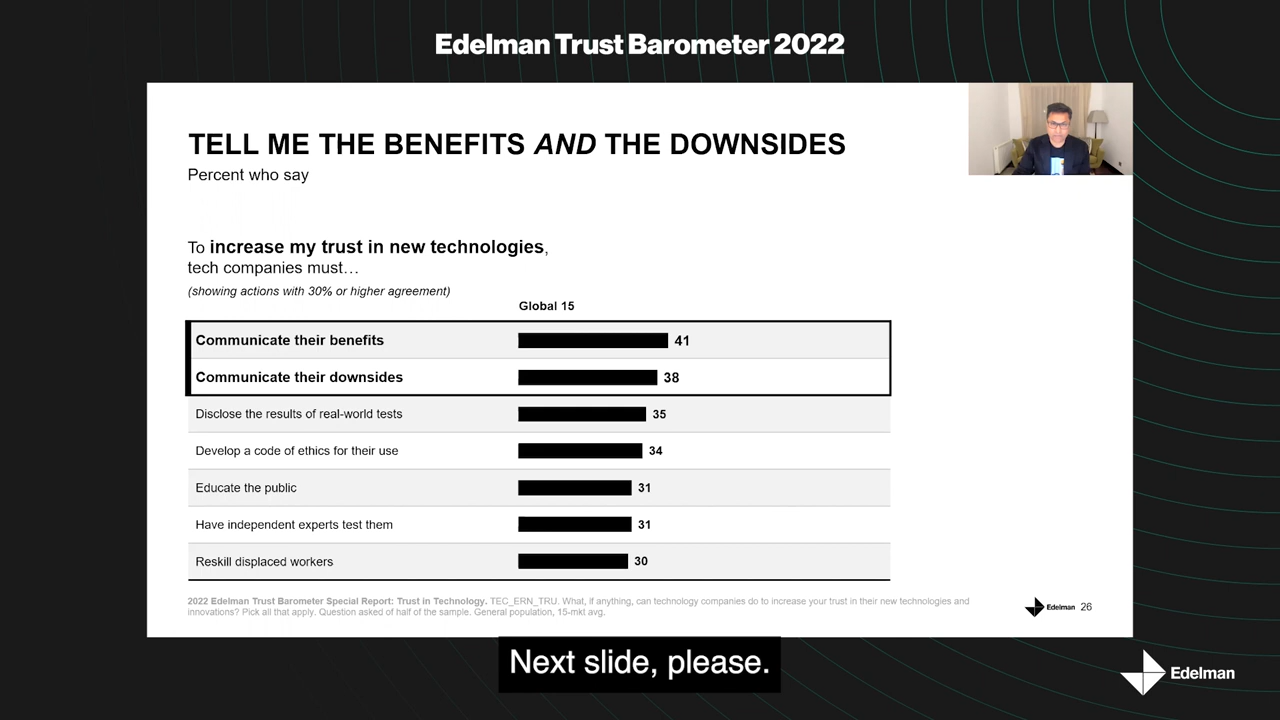 Edelman Trust Barometer 2022
TELL ME THE BENEFITS AND THE DOWNSIDES
Percent who say
To increase my trust in new technologies,
tech companies must…
(showing actions with 30% or higher agreement)
Global 15
Communicate their benefits 41
Communicate their downsides 38
Disclose the results of real-world tests 35
Develop a code of ethics for their use 34
Educate the public 31
Have independent experts test them 31
Reskill displaced workers 30
2022 Edelman Trust Barometer Special Report: Trust in Technology. TEC_ERN_TRU. What, if anything, can technology companies do to increase your trust in their new technologies and
innovations? Pick all that apply. Question asked of half of the sample. General population, 15-mkt avg.
Edelman 26
Next slide, please.
Edelman